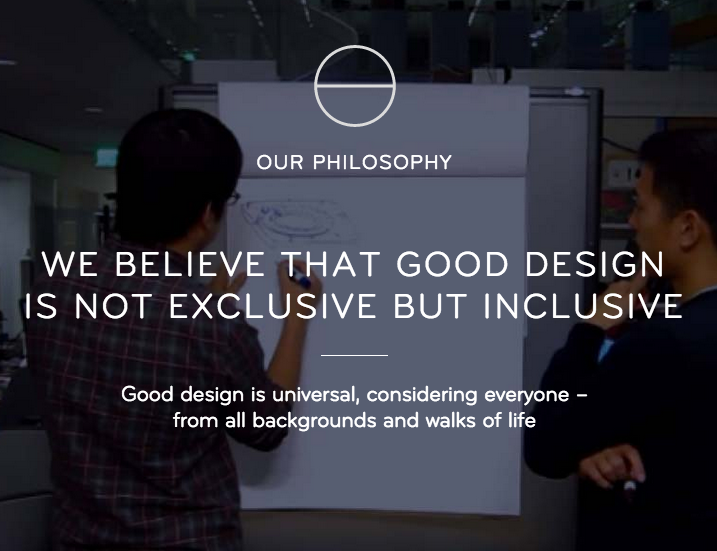 OUR PHILOSOPHY
WE BELIEVE THAT GOOD DESIGN
IS NOT EXCLUSIVE BUT INCLUSIVE
Good design is universal, considering everyone –
from all backgrounds and walks of life